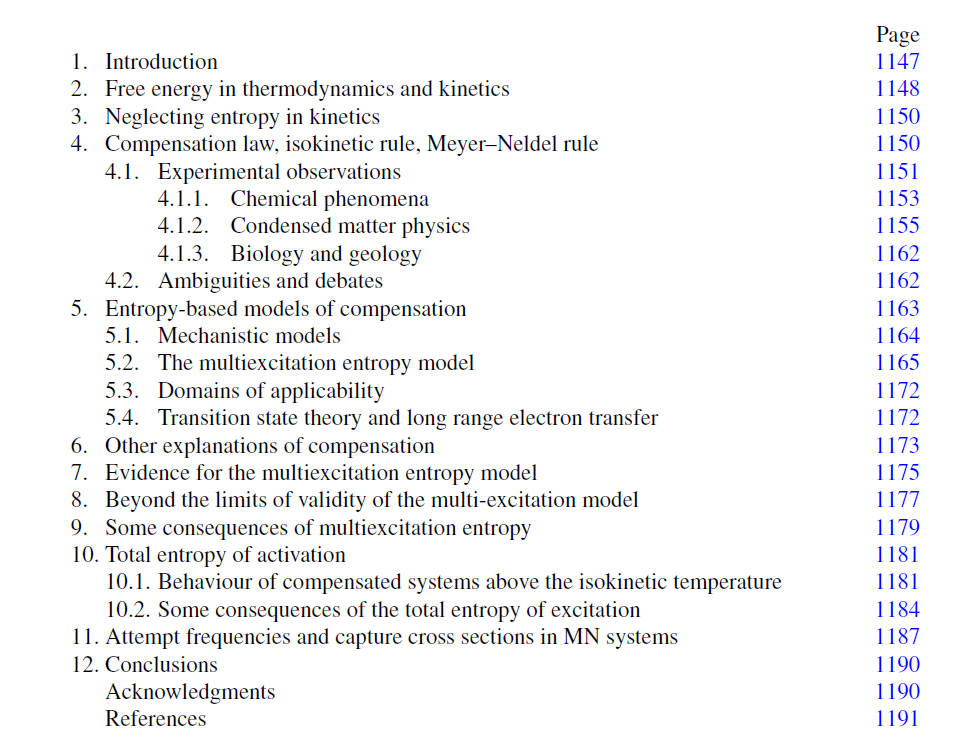 Page
1. Introduction 1147
2. Free energy in thermodynamics and kinetics 1148
3. Neglecting entropy in kinetics 1150
4. Compensation law, isokinetic rule, Meyer–Neldel rule 1150
4.1. Experimental observations 1151
4.1.1. Chemical phenomena 1153
4.1.2. Condensed matter physics 1155
4.1.3. Biology and geology 1162
4.2. Ambiguities and debates 1162
5. Entropy-based models of compensation 1163
5.1. Mechanistic models 1164
5.2. The multiexcitation entropy model 1165
5.3. Domains of applicability 1172
5.4. Transition state theory and long range electron transfer 1172
6. Other explanations of compensation 1173
7. Evidence for the multiexcitation entropy model 1175
8. Beyond the limits of validity of the multi-excitation model 1177
9. Some consequences of multiexcitation entropy 1179
10. Total entropy of activation 1181
10.1. Behaviour of compensated systems above the isokinetic temperature 1181
10.2. Some consequences of the total entropy of excitation 1184
11. Attempt frequencies and capture cross sections in MN systems 1187
12. Conclusions 1190
Acknowledgments 1190
References 1191